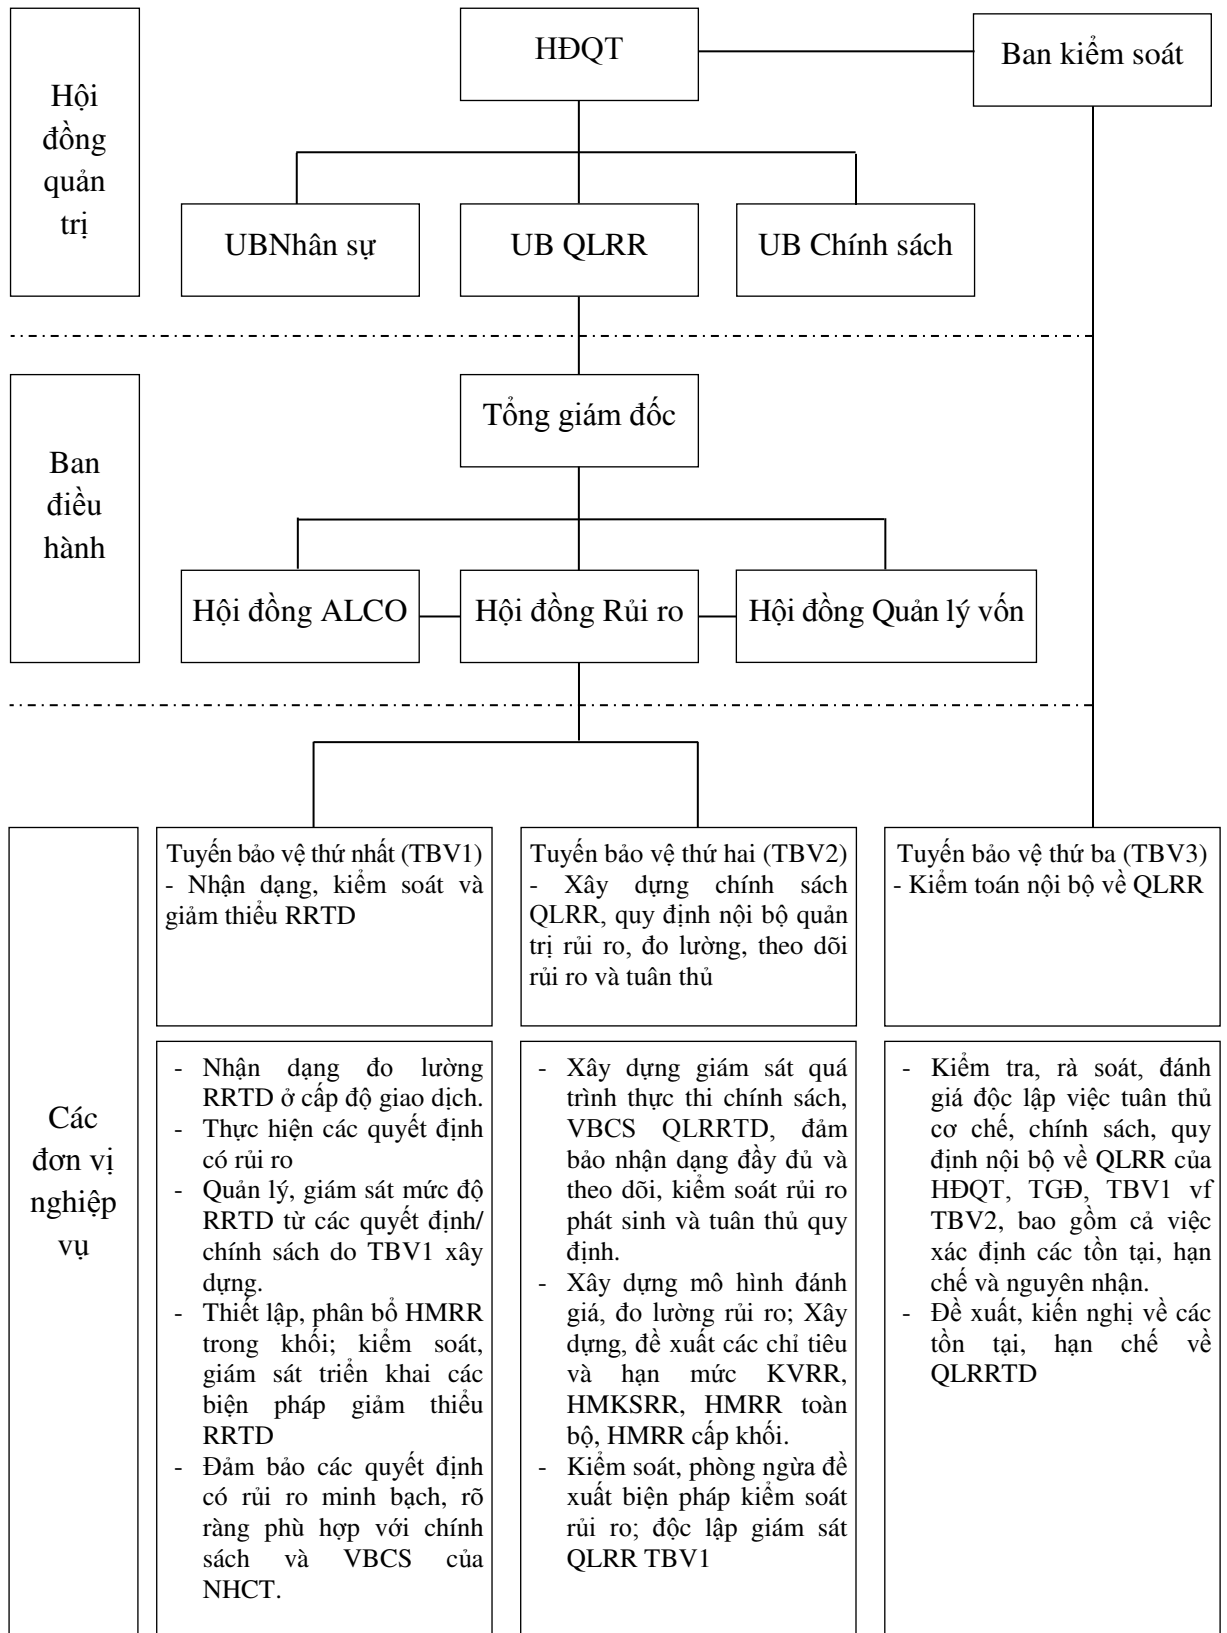 HĐQT
Ban kiểm soát
Hội
đồng
quản
trị
UBNhân sự
UB QLRR
UB Chính sách
Tổng giám đốc
Ban
điều
hành
Hội đồng ALCO
Hội đồng Rủi ro
Hội đồng Quản lý vốn
Tuyến bảo vệ thứ nhất (TBV1)
- Nhận dạng, kiểm soát và
giảm thiểu RRTD
Tuyến bảo vệ thứ hai (TBV2)
- Xây dựng chính sách
QLRR, quy định nội bộ quản
trị rủi ro, đo lường, theo dõi
rủi ro và tuân thủ
Tuyến bảo vệ thứ ba (TBV3)
- Kiểm toán nội bộ về QLRR
Các
đơn vị
nghiệp
vụ
- Nhận dạng đo lường
RRTD ở cấp độ giao dịch.
- Thực hiện các quyết định
có rủi ro
- Quản lý, giám sát mức độ
RRTD từ các quyết định/
chính sách do TBV1 xây
dựng.
- Thiết lập, phân bổ HMRR
trong khối; kiểm soát,
giám sát triển khai các
biện pháp giảm thiểu
RRTD
- Đảm bảo các quyết định
có rủi ro minh bạch, rõ
ràng phù hợp với chính
sách và VBCS của
NHCT.
- Xây dựng giám sát quá
trình thực thi chính sách,
VBCS QLRRTD, đảm
bảo nhận dạng đầy đủ và
theo dõi, kiểm soát rủi ro
phát sinh và tuân thủ quy
định.
- Xây dựng mô hình đánh
giá, đo lường rủi ro; Xây
dựng, đề xuất các chỉ tiêu
và hạn mức KVRR,
HMKSRR, HMRR toàn
bộ, HMRR cấp khối.
- Kiểm soát, phòng ngừa đề
xuất biện pháp kiểm soát
rủi ro; độc lập giám sát
QLRR TBV1
- Kiểm tra, rà soát, đánh
giá độc lập việc tuân thủ
cơ chế, chính sách, quy
định nội bộ về QLRR của
HĐQT, TGĐ, TBV1 vf
TBV2, bao gồm cả việc
xác định các tồn tại, hạn
chế và nguyên nhận.
- Đề xuất, kiến nghị về các
tồn tại, hạn chế về
QLRRTD